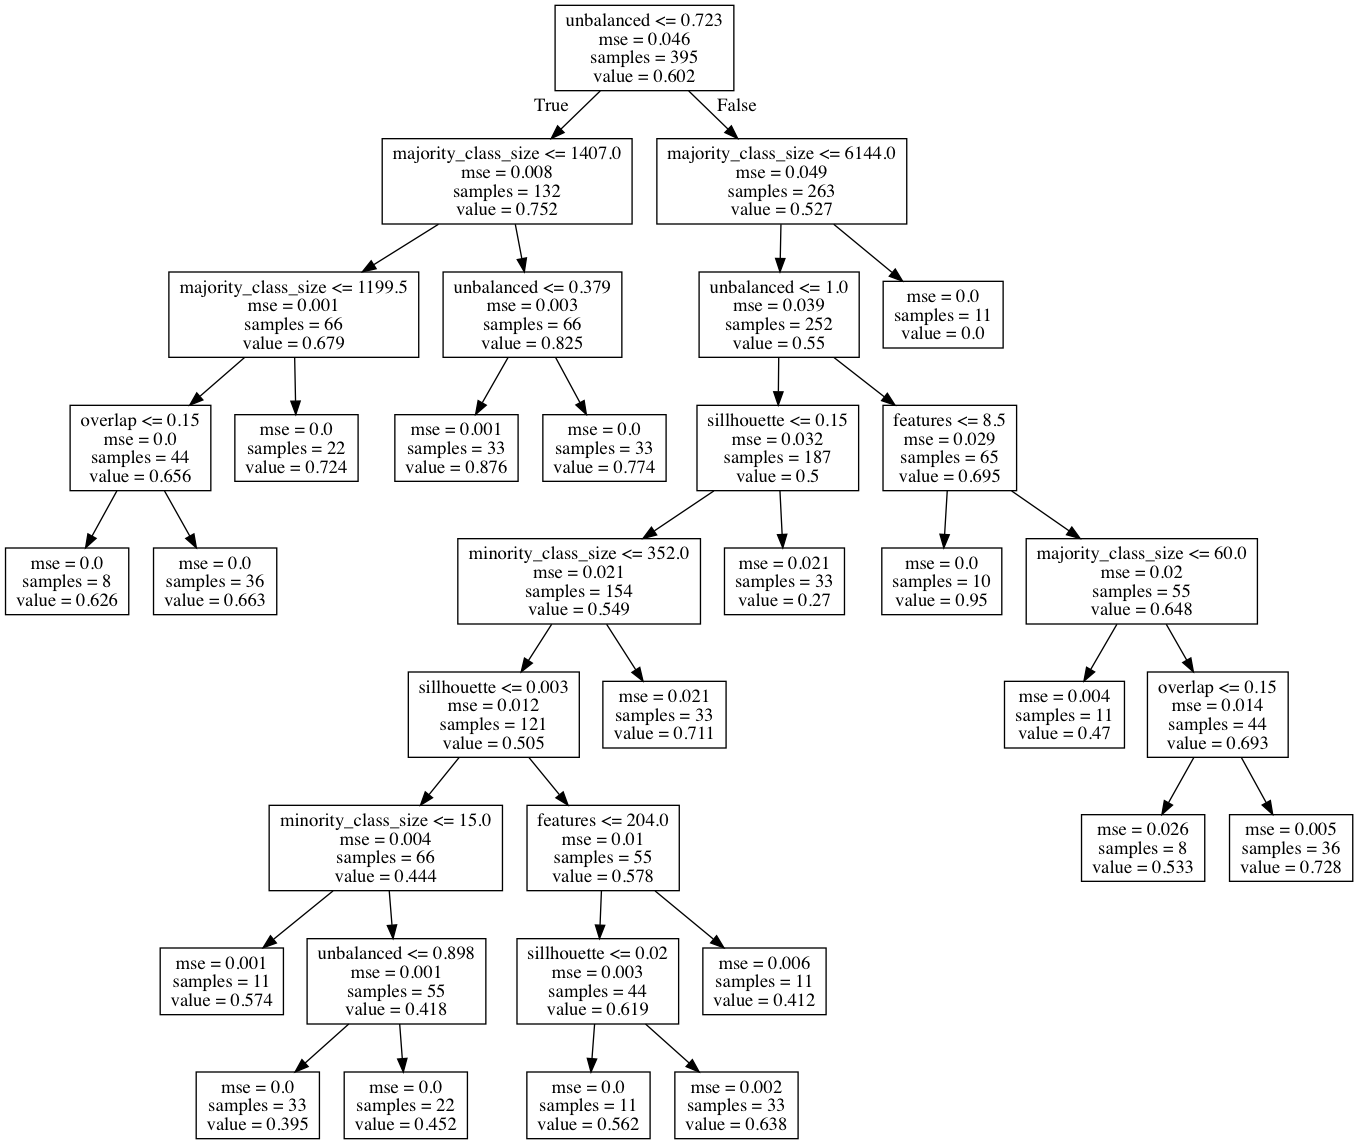 unbalanced <= 0.723
mse = 0.046
samples = 395
value = 0.602
True
False
majority_class_size <= 1407.0
mse = 0.008
samples = 132
value = 0.752
majority_class_size <= 6144.0
mse = 0.049
samples = 263
value = 0.527
majority_class_size <= 1199.5
mse = 0.001
samples = 66
value = 0.679
unbalanced <= 0.379
mse = 0.003
samples = 66
value = 0.825
unbalanced <= 1.0
mse = 0.039
samples = 252
value = 0.55
mse = 0.0
samples = 11
value = 0.0
overlap <= 0.15
mse = 0.0
samples = 44
value = 0.656
mse = 0.0
samples = 22
value = 0.724
mse = 0.001
samples = 33
value = 0.876
mse = 0.0
samples = 33
value = 0.774
sillhouette <= 0.15
mse = 0.032
samples = 187
value = 0.5
features <= 8.5
mse = 0.029
samples = 65
value = 0.695
mse = 0.0
samples = 8
value = 0.626
mse = 0.0
samples = 36
value = 0.663
minority_class_size <= 352.0
mse = 0.021
samples = 154
value = 0.549
mse = 0.021
samples = 33
value = 0.27
mse = 0.0
samples = 10
value = 0.95
majority_class_size <= 60.0
mse = 0.02
samples = 55
value = 0.648
sillhouette <= 0.003
mse = 0.012
samples = 121
value = 0.505
mse = 0.021
samples = 33
value = 0.711
mse = 0.004
samples = 11
value = 0.47
overlap <= 0.15
mse = 0.014
samples = 44
value = 0.693
minority_class_size <= 15.0
mse = 0.004
samples = 66
value = 0.444
features <= 204.0
mse = 0.01
samples = 55
value = 0.578
mse = 0.026
samples = 8
value = 0.533
mse = 0.005
samples = 36
value = 0.728
mse = 0.001
samples = 11
value = 0.574
unbalanced <= 0.898
mse = 0.001
samples = 55
value = 0.418
sillhouette <= 0.02
mse = 0.003
samples = 44
value = 0.619
mse = 0.006
samples = 11
value = 0.412
mse = 0.0
samples = 33
value = 0.395
mse = 0.0
samples = 22
value = 0.452
mse = 0.0
samples = 11
value = 0.562
mse = 0.002
samples = 33
value = 0.638